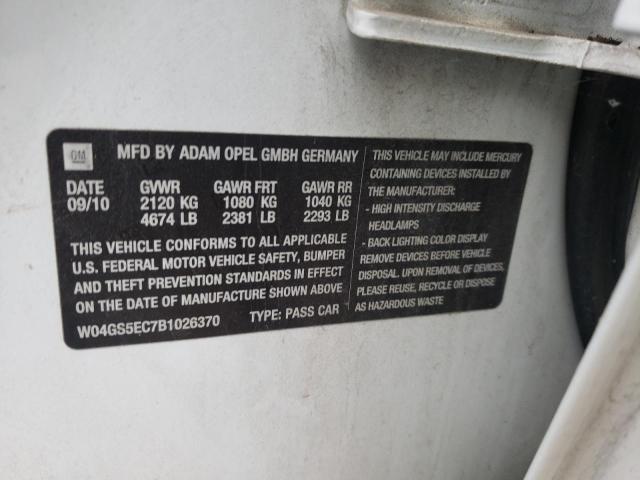 GM
MFD BY ADAM OPEL GMBH GERMANY
DATE GVWR GAWR FRT GAWR RR
09/10 2120 KG 1080 KG 1040 KG
4674 LB 2381 LB 2293 LB
THIS VEHICLE CONFORMS TO ALL APPLICABLE
U.S. FEDERAL MOTOR VEHICLE SAFETY, BUMPER
AND THEFT PREVENTION STANDARDS IN EFFECT
ON THE DATE OF MANUFACTURE SHOWN ABOVE
W04GS5EC7B1026370 TYPE: PASS CAR
THIS VEHICLE MAY INCLUDE MERCURY
CONTAINING DEVICES INSTALLED BY
THE MANUFACTURER:
- HIGH INTENSITY DISCHARGE
HEADLAMPS
- BACK LIGHTING COLOR DISPLAY
REMOVE DEVICES BEFORE VEHICLE
DISPOSAL. UPON REMOVAL OF DEVICES,
PLEASE REUSE, RECYCLE OR DISPOSE
AS HAZARDOUS WASTE